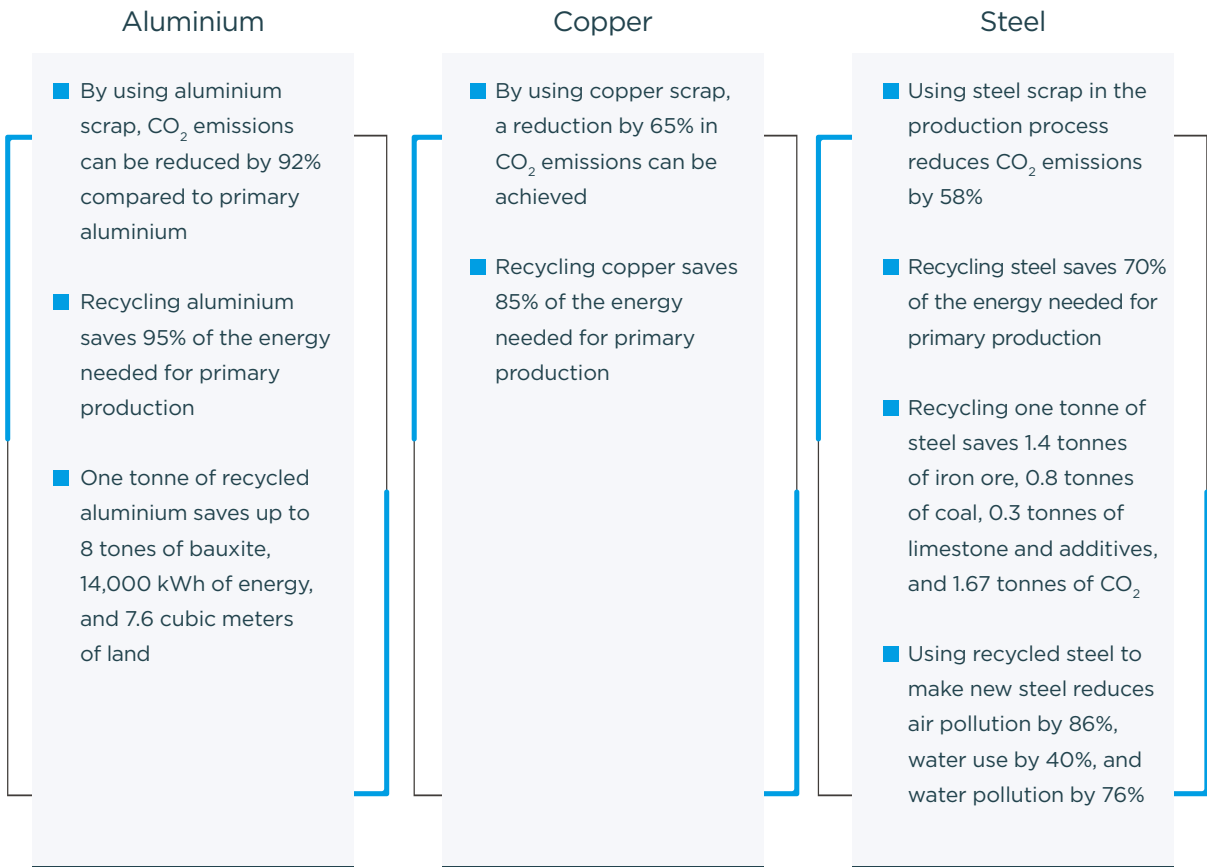 Aluminium
By using aluminium
scrap, CO₂ emissions
can be reduced by 92%
compared to primary
aluminium
Recycling aluminium
saves 95% of the energy
needed for primary
production
One tonne of recycled
aluminium saves up to
8 tones of bauxite,
14,000 kWh of energy,
and 7.6 cubic meters
of land
Copper
By using copper scrap,
a reduction by 65% in
CO₂ emissions can be
achieved
Recycling copper saves
85% of the energy
needed for primary
production
Steel
Using steel scrap in the
production process
reduces CO₂ emissions
by 58%
Recycling steel saves 70%
of the energy needed for
primary production
Recycling one tonne of
steel saves 1.4 tonnes
of iron ore, 0.8 tonnes
of coal, 0.3 tonnes of
limestone and additives,
and 1.67 tonnes of CO₂
Using recycled steel to
make new steel reduces
air pollution by 86%,
water use by 40%, and
water pollution by 76%